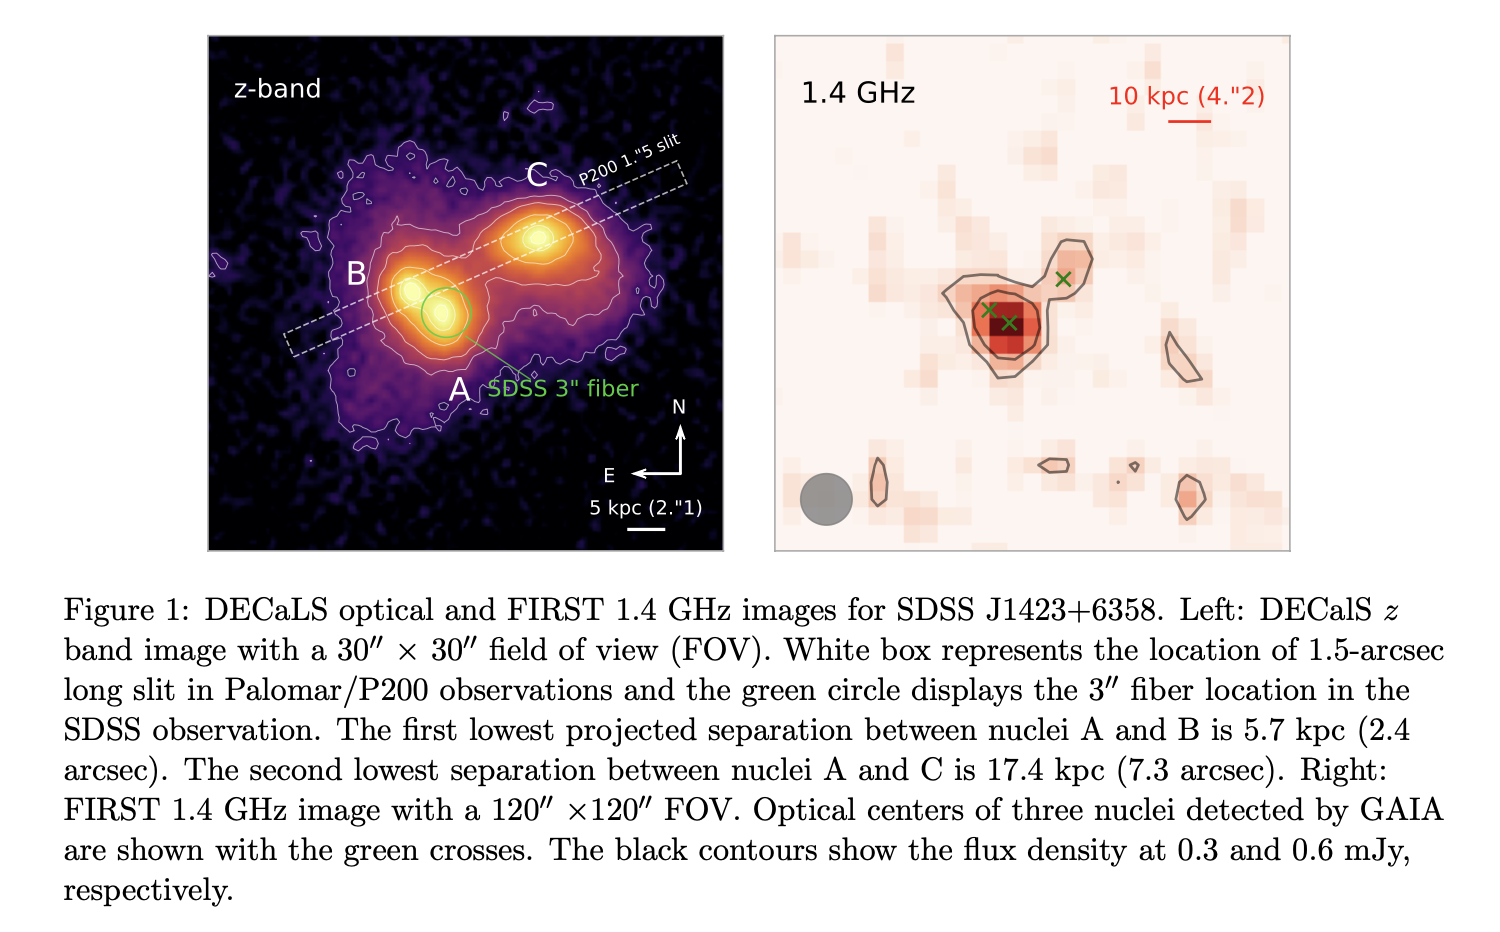 z-band
P200 1."5 slit
C
B
A
SDSS 3" fiber
N
E
5 kpc (2."1)
1.4 GHz
10 kpc (4."2)
Figure 1: DECaLS optical and FIRST 1.4 GHz images for SDSS J1423+6358. Left: DECalS z
band image with a 30″ × 30″ field of view (FOV). White box represents the location of 1.5-arcsec
long slit in Palomar/P200 observations and the green circle displays the 3″ fiber location in the
SDSS observation. The first lowest projected separation between nuclei A and B is 5.7 kpc (2.4
arcsec). The second lowest separation between nuclei A and C is 17.4 kpc (7.3 arcsec). Right:
FIRST 1.4 GHz image with a 120″ ×120″ FOV. Optical centers of three nuclei detected by GAIA
are shown with the green crosses. The black contours show the flux density at 0.3 and 0.6 mJy,
respectively.